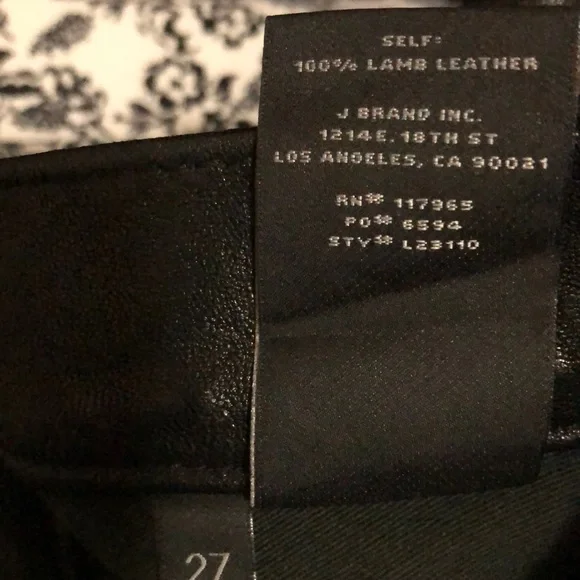 SELF:
100% LAMB LEATHER
J BRAND INC.
1214 E. 18TH ST
LOS ANGELES, CA 90021
RN# 117965
PO# 6594
STY# L23110
27